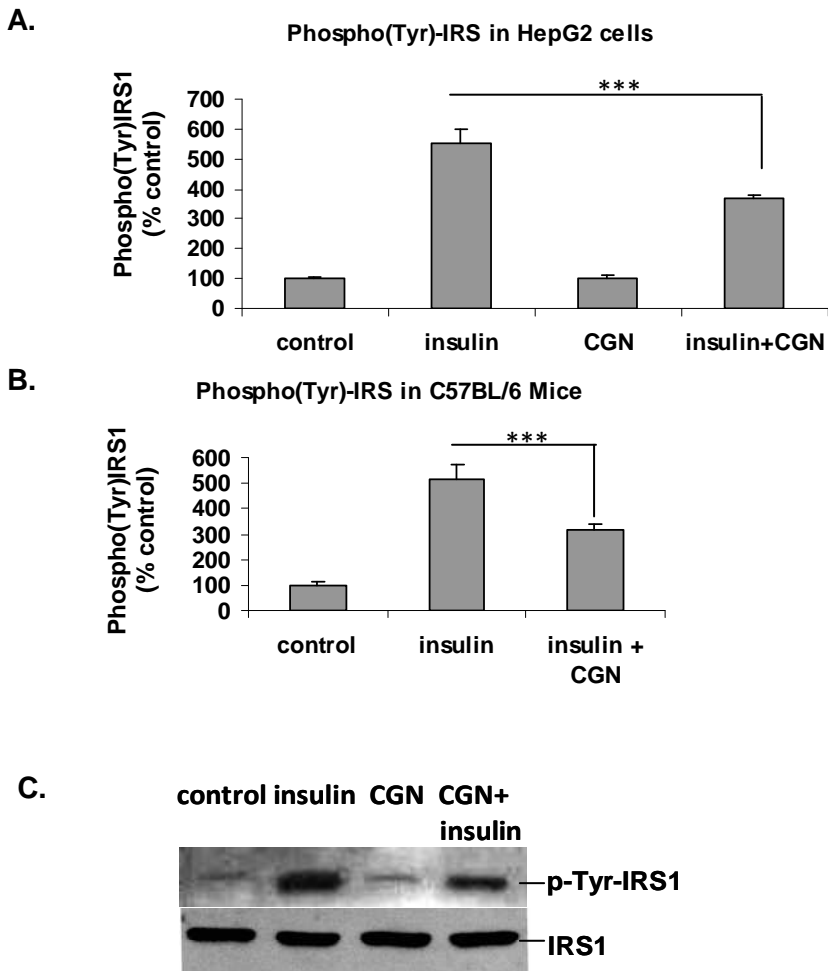 A.
Phospho(Tyr)-IRS in HepG2 cells
Phospho(Tyr)IRS1
(% control)
700
600
500
400
300
200
100
0
***
control insulin CGN insulin+CGN
B.
Phospho(Tyr)-IRS in C57BL/6 Mice
Phospho(Tyr)IRS1
(% control)
600
500
400
300
200
100
0
***
control insulin insulin +
CGN
C.
control insulin CGN CGN+
insulin
p-Tyr-IRS1
IRS1